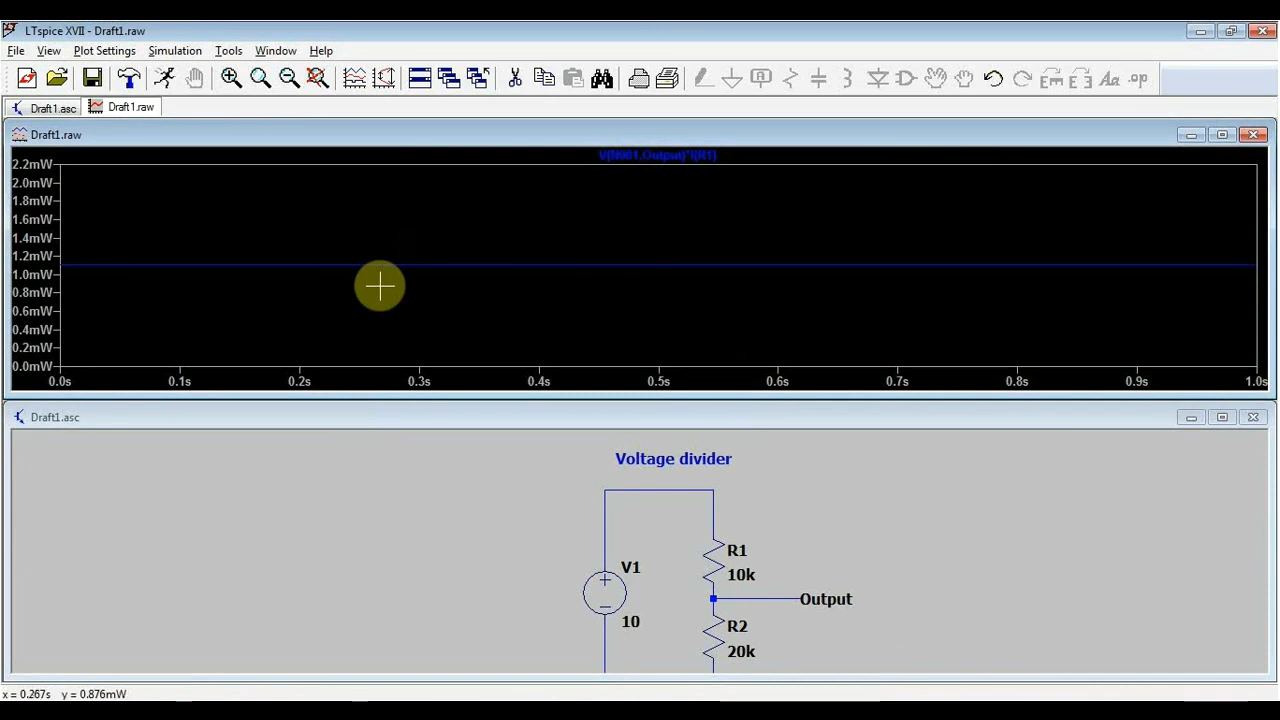 LTspice XVII - Draft1.raw
File View Plot Settings Simulation Tools Window Help
Draft1.asc Draft1.raw
Draft1.raw
V(N001,Output)*I(R1)
2.2mW
2.0mW
1.8mW
1.6mW
1.4mW
1.2mW
1.0mW
0.8mW
0.6mW
0.4mW
0.2mW
0.0mW
0.0s 0.1s 0.2s 0.3s 0.4s 0.5s 0.6s 0.7s 0.8s 0.9s 1.0s
Draft1.asc
Voltage divider
R1
V1
10k
Output
10
R2
20k
x = 0.267s y = 0.876mW